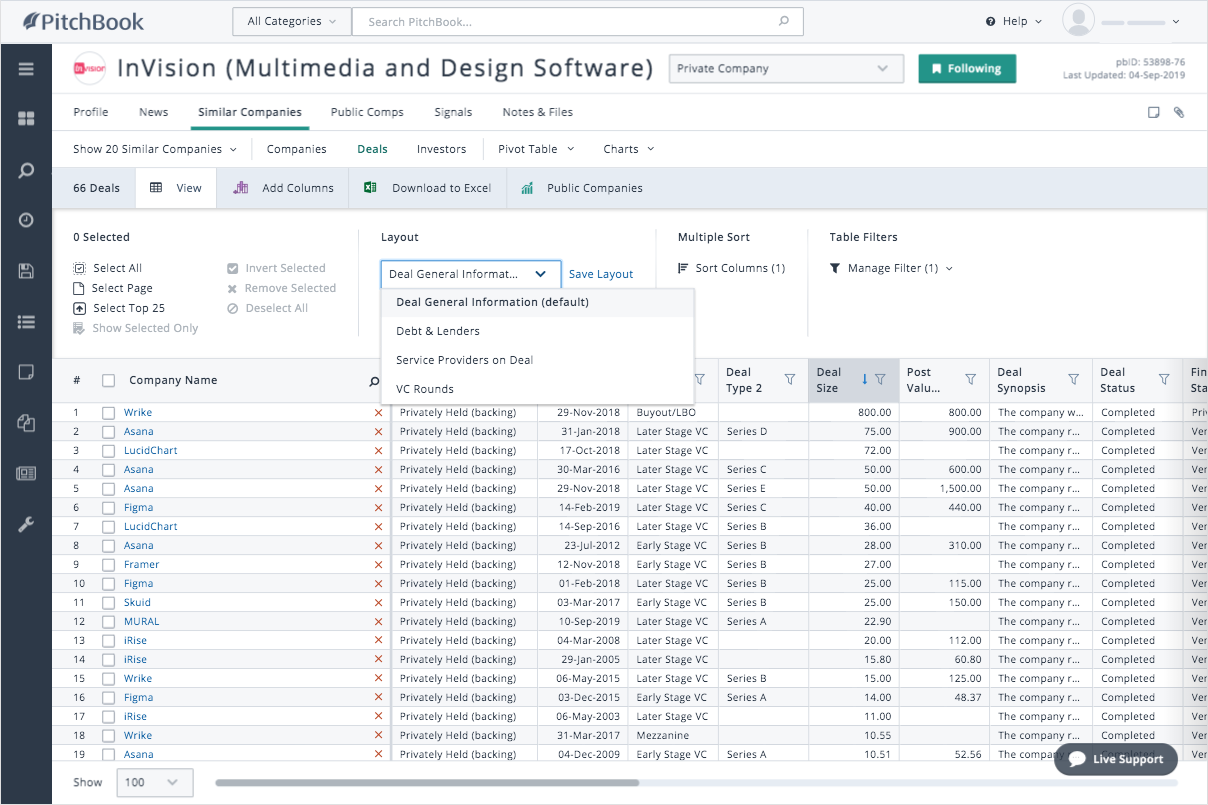 PitchBook
All Categories
Search PitchBook...
Help
InVision (Multimedia and Design Software)
Private Company
Following
pbID: 53898-76
Last Updated: 04-Sep-2019
Profile News Similar Companies Public Comps Signals Notes & Files
Show 20 Similar Companies Companies Deals Investors Pivot Table Charts
66 Deals View Add Columns Download to Excel Public Companies
0 Selected
Select All Invert Selected
Select Page Remove Selected
Select Top 25 Deselect All
Show Selected Only
Layout
Deal General Informat... Save Layout
Deal General Information (default)
Debt & Lenders
Service Providers on Deal
VC Rounds
Multiple Sort
Sort Columns (1)
Table Filters
Manage Filter (1)
# Company Name Deal Type 2 Deal Size Post Valu... Deal Synopsis Deal Status Fin Sta
1 Wrike Privately Held (backing) 29-Nov-2018 Buyout/LBO 800.00 800.00 The company w... Completed Priv
2 Asana Privately Held (backing) 31-Jan-2018 Later Stage VC Series D 75.00 900.00 The company r... Completed Ven
3 LucidChart Privately Held (backing) 17-Oct-2018 Later Stage VC 72.00 The company r... Completed Ven
4 Asana Privately Held (backing) 30-Mar-2016 Later Stage VC Series C 50.00 600.00 The company r... Completed Ven
5 Asana Privately Held (backing) 29-Nov-2018 Later Stage VC Series E 50.00 1,500.00 The company r... Completed Ven
6 Figma Privately Held (backing) 14-Feb-2019 Later Stage VC Series C 40.00 440.00 The company r... Completed Ven
7 LucidChart Privately Held (backing) 14-Sep-2016 Later Stage VC Series B 36.00 The company r... Completed Ven
8 Asana Privately Held (backing) 23-Jul-2012 Early Stage VC Series B 28.00 310.00 The company r... Completed Ven
9 Framer Privately Held (backing) 12-Nov-2018 Early Stage VC Series B 27.00 The company r... Completed Ven
10 Figma Privately Held (backing) 01-Feb-2018 Later Stage VC Series B 25.00 115.00 The company r... Completed Ven
11 Skuid Privately Held (backing) 03-Mar-2017 Early Stage VC Series B 25.00 150.00 The company r... Completed Ven
12 MURAL Privately Held (backing) 10-Sep-2019 Later Stage VC Series A 22.90 The company r... Completed Ven
13 iRise Privately Held (backing) 04-Mar-2008 Later Stage VC 20.00 112.00 The company r... Completed Ven
14 iRise Privately Held (backing) 29-Jan-2005 Later Stage VC 15.80 60.80 The company r... Completed Ven
15 Wrike Privately Held (backing) 06-May-2015 Later Stage VC Series B 15.00 125.00 The company r... Completed Ven
16 Figma Privately Held (backing) 03-Dec-2015 Early Stage VC Series A 14.00 48.37 The company r... Completed Ven
17 iRise Privately Held (backing) 06-May-2003 Later Stage VC 11.00 The company r... Completed Ven
18 Wrike Privately Held (backing) 31-Mar-2017 Mezzanine 10.55 The company r... Completed Ven
19 Asana Privately Held (backing) 04-Dec-2009 Early Stage VC Series A 10.51 52.56 The company
Live Support
Show 100